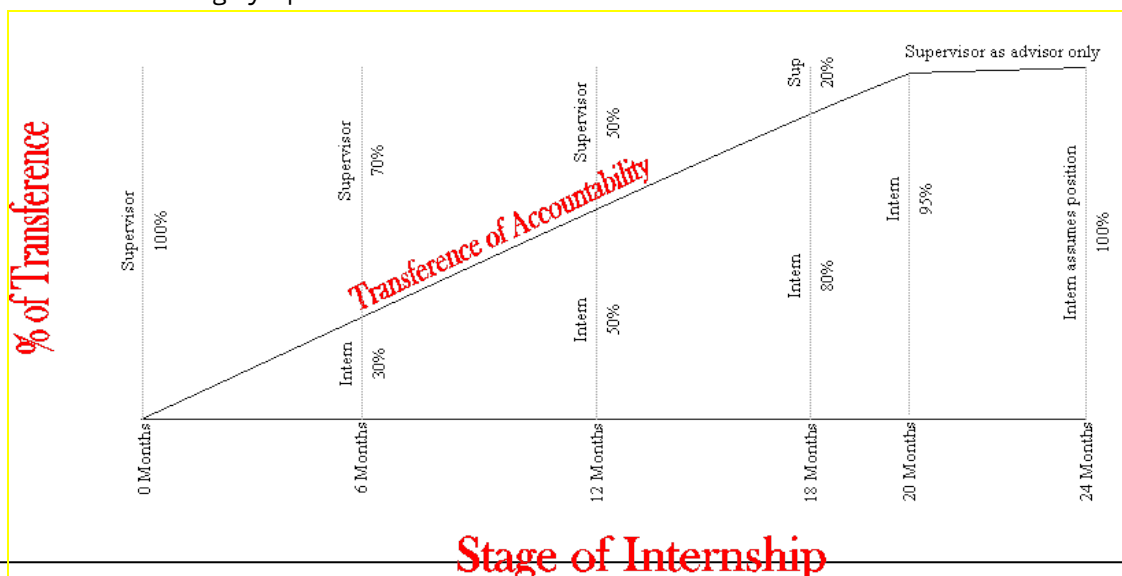 Supervisor as advisor only
% of Transference
Supervisor
100%
Supervisor
70%
Supervisor
50%
Sup
20%
Transference of Accountability
Intern
30%
Intern
50%
Intern
80%
Intern
95%
Intern assumes position
100%
0 Months
6 Months
12 Months
18 Months
20 Months
24 Months
Stage of Internship